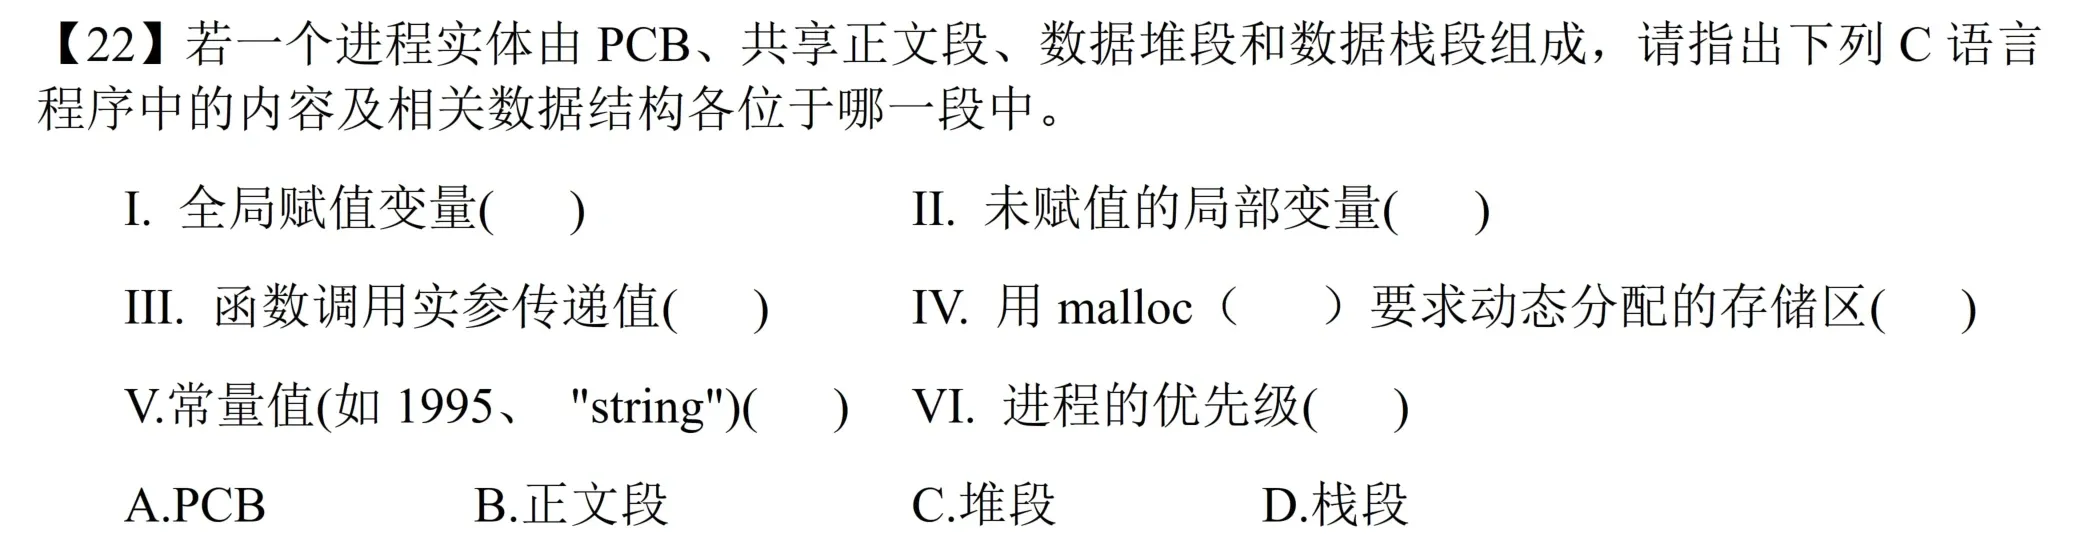 【22】若一个进程实体由 PCB、共享正文段、数据堆段和数据栈段组成，请指出下列 C 语言
程序中的内容及相关数据结构各位于哪一段中。
I. 全局赋值变量(    )    II. 未赋值的局部变量(    )
III. 函数调用实参传递值(    )    IV. 用 malloc（    ）要求动态分配的存储区(    )
V.常量值(如 1995、 "string")(    )    VI. 进程的优先级(    )
A.PCB    B.正文段    C.堆段    D.栈段